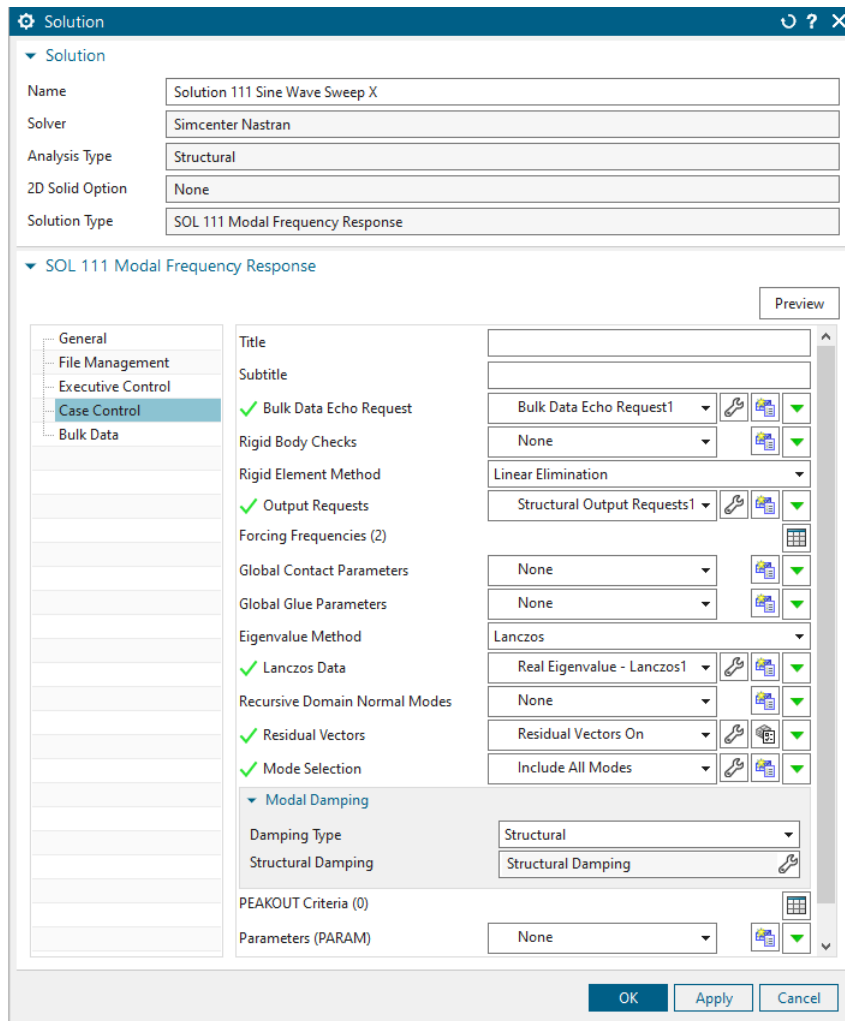 Solution
Solution
Name Solution 111 Sine Wave Sweep X
Solver Simcenter Nastran
Analysis Type Structural
2D Solid Option None
Solution Type SOL 111 Modal Frequency Response
SOL 111 Modal Frequency Response
Preview
General
File Management
Executive Control
Case Control
Bulk Data
Title
Subtitle
Bulk Data Echo Request Bulk Data Echo Request1
Rigid Body Checks None
Rigid Element Method Linear Elimination
Output Requests Structural Output Requests1
Forcing Frequencies (2)
Global Contact Parameters None
Global Glue Parameters None
Eigenvalue Method Lanczos
Lanczos Data Real Eigenvalue - Lanczos1
Recursive Domain Normal Modes None
Residual Vectors Residual Vectors On
Mode Selection Include All Modes
Modal Damping
Damping Type Structural
Structural Damping Structural Damping
PEAKOUT Criteria (0)
Parameters (PARAM) None
OK Apply Cancel